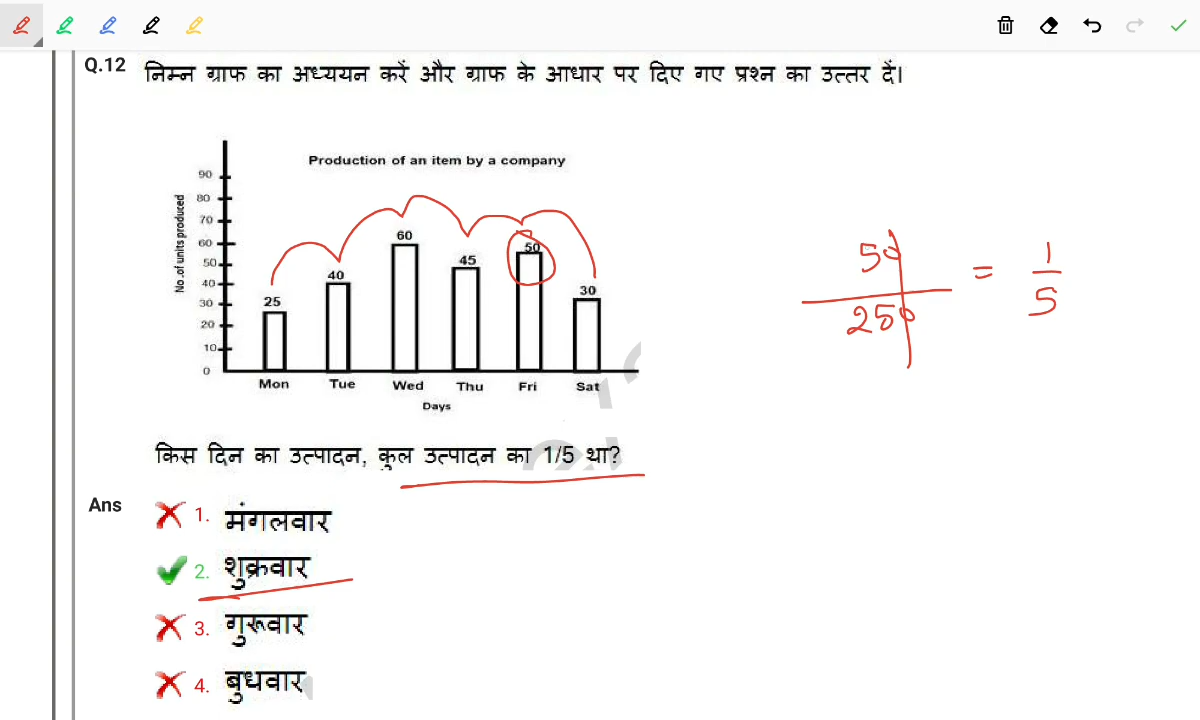 Q.12 निम्न ग्राफ का अध्ययन करें और ग्राफ के आधार पर दिए गए प्रश्न का उत्तर दें।
Production of an item by a company
No..of units produced
90
80
70
60
50
40
30
20
10
0
25
40
60
45
50
30
Mon Tue Wed Thu Fri Sat
Days
50/250 = 1/5
किस दिन का उत्पादन, कुल उत्पादन का 1/5 था?
Ans
1. मंगलवार
2. शुक्रवार
3. गुरूवार
4. बुधवार